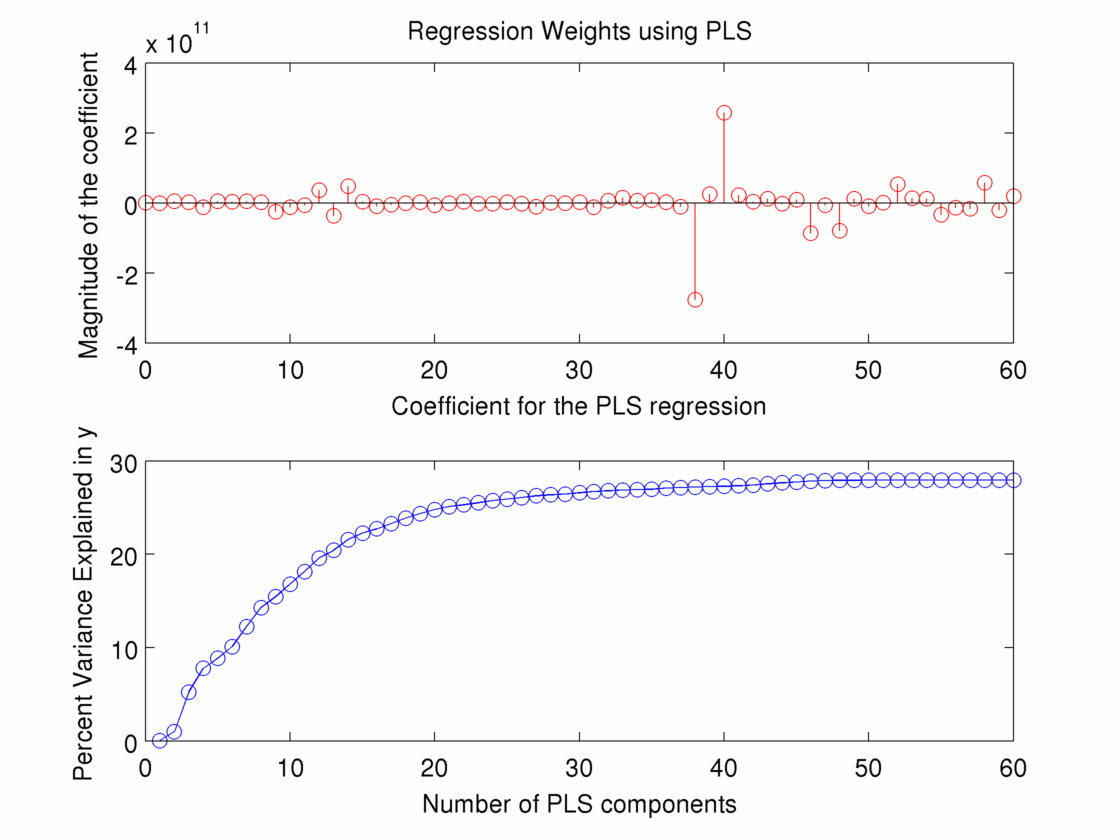 Regression Weights using PLS
x 10^11
4
2
0
-2
-4
Magnitude of the coefficient
0 10 20 30 40 50 60
Coefficient for the PLS regression
30
20
10
0
Percent Variance Explained in y
0 10 20 30 40 50 60
Number of PLS components